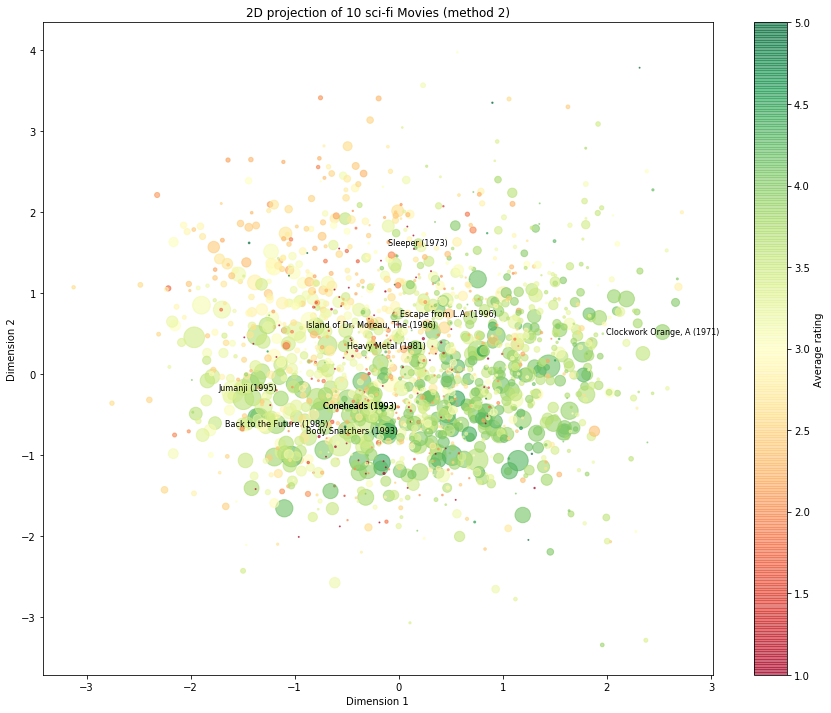 2D projection of 10 sci-fi Movies (method 2)
4
3
2
1
0
−1
−2
−3
Dimension 2
Sleeper (1973)
Escape from L.A. (1996)
Island of Dr. Moreau, The (1996)
Clockwork Orange, A (1971)
Heavy Metal (1981)
Jumanji (1995)
Coneheads (1993)
Back to the Future (1985)
Body Snatchers (1993)
−3
−2
−1
0
1
2
3
Dimension 1
5.0
4.5
4.0
3.5
3.0
2.5
2.0
1.5
1.0
Average rating